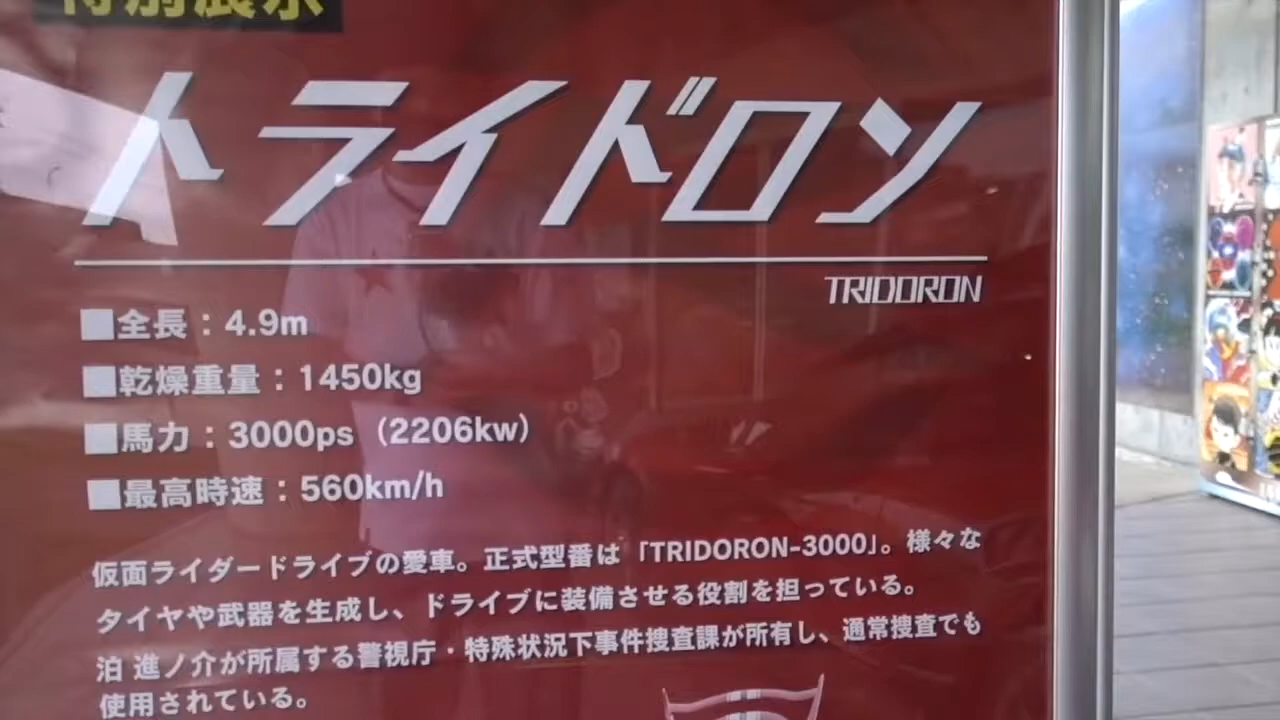 特別展示
トライドロン
TRIDORON
■全長：4.9m
■乾燥重量：1450kg
■馬力：3000ps（2206kw）
■最高時速：560km/h
仮面ライダードライブの愛車。正式型番は「TRIDORON-3000」。様々な
タイヤや武器を生成し、ドライブに装備させる役割を担っている。
泊 進ノ介が所属する警視庁・特殊状況下事件捜査課が所有し、通常捜査でも
使用されている。